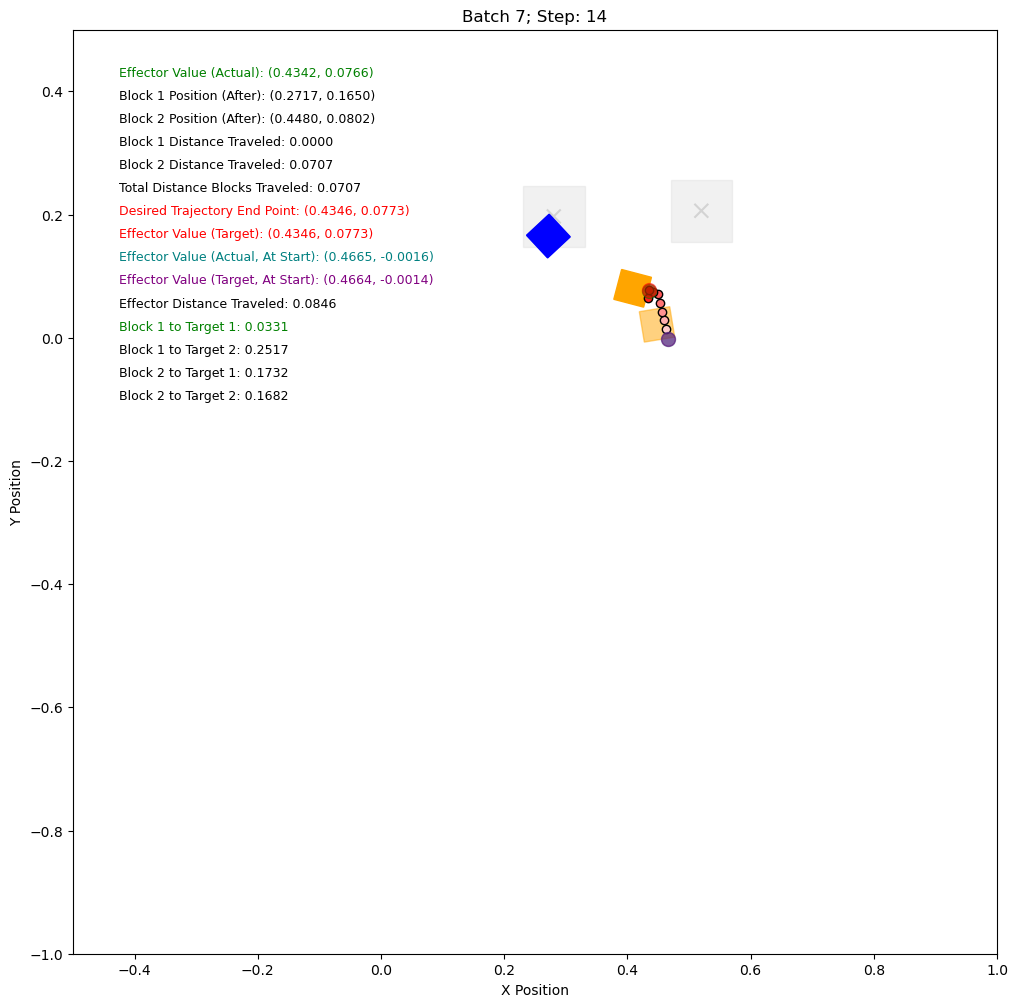 Batch 7; Step: 14
Effector Value (Actual): (0.4342, 0.0766)
Block 1 Position (After): (0.2717, 0.1650)
Block 2 Position (After): (0.4480, 0.0802)
Block 1 Distance Traveled: 0.0000
Block 2 Distance Traveled: 0.0707
Total Distance Blocks Traveled: 0.0707
Desired Trajectory End Point: (0.4346, 0.0773)
Effector Value (Target): (0.4346, 0.0773)
Effector Value (Actual, At Start): (0.4665, -0.0016)
Effector Value (Target, At Start): (0.4664, -0.0014)
Effector Distance Traveled: 0.0846
Block 1 to Target 1: 0.0331
Block 1 to Target 2: 0.2517
Block 2 to Target 1: 0.1732
Block 2 to Target 2: 0.1682
Y Position
0.4
0.2
0.0
−0.2
−0.4
−0.6
−0.8
−1.0
−0.4
−0.2
0.0
0.2
0.4
0.6
0.8
1.0
X Position